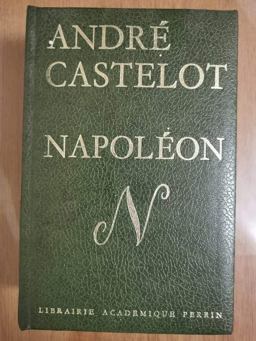 ANDRÉ
CASTELOT
NAPOLÉON
N
LIBRAIRIE ACADÉMIQUE PERRIN